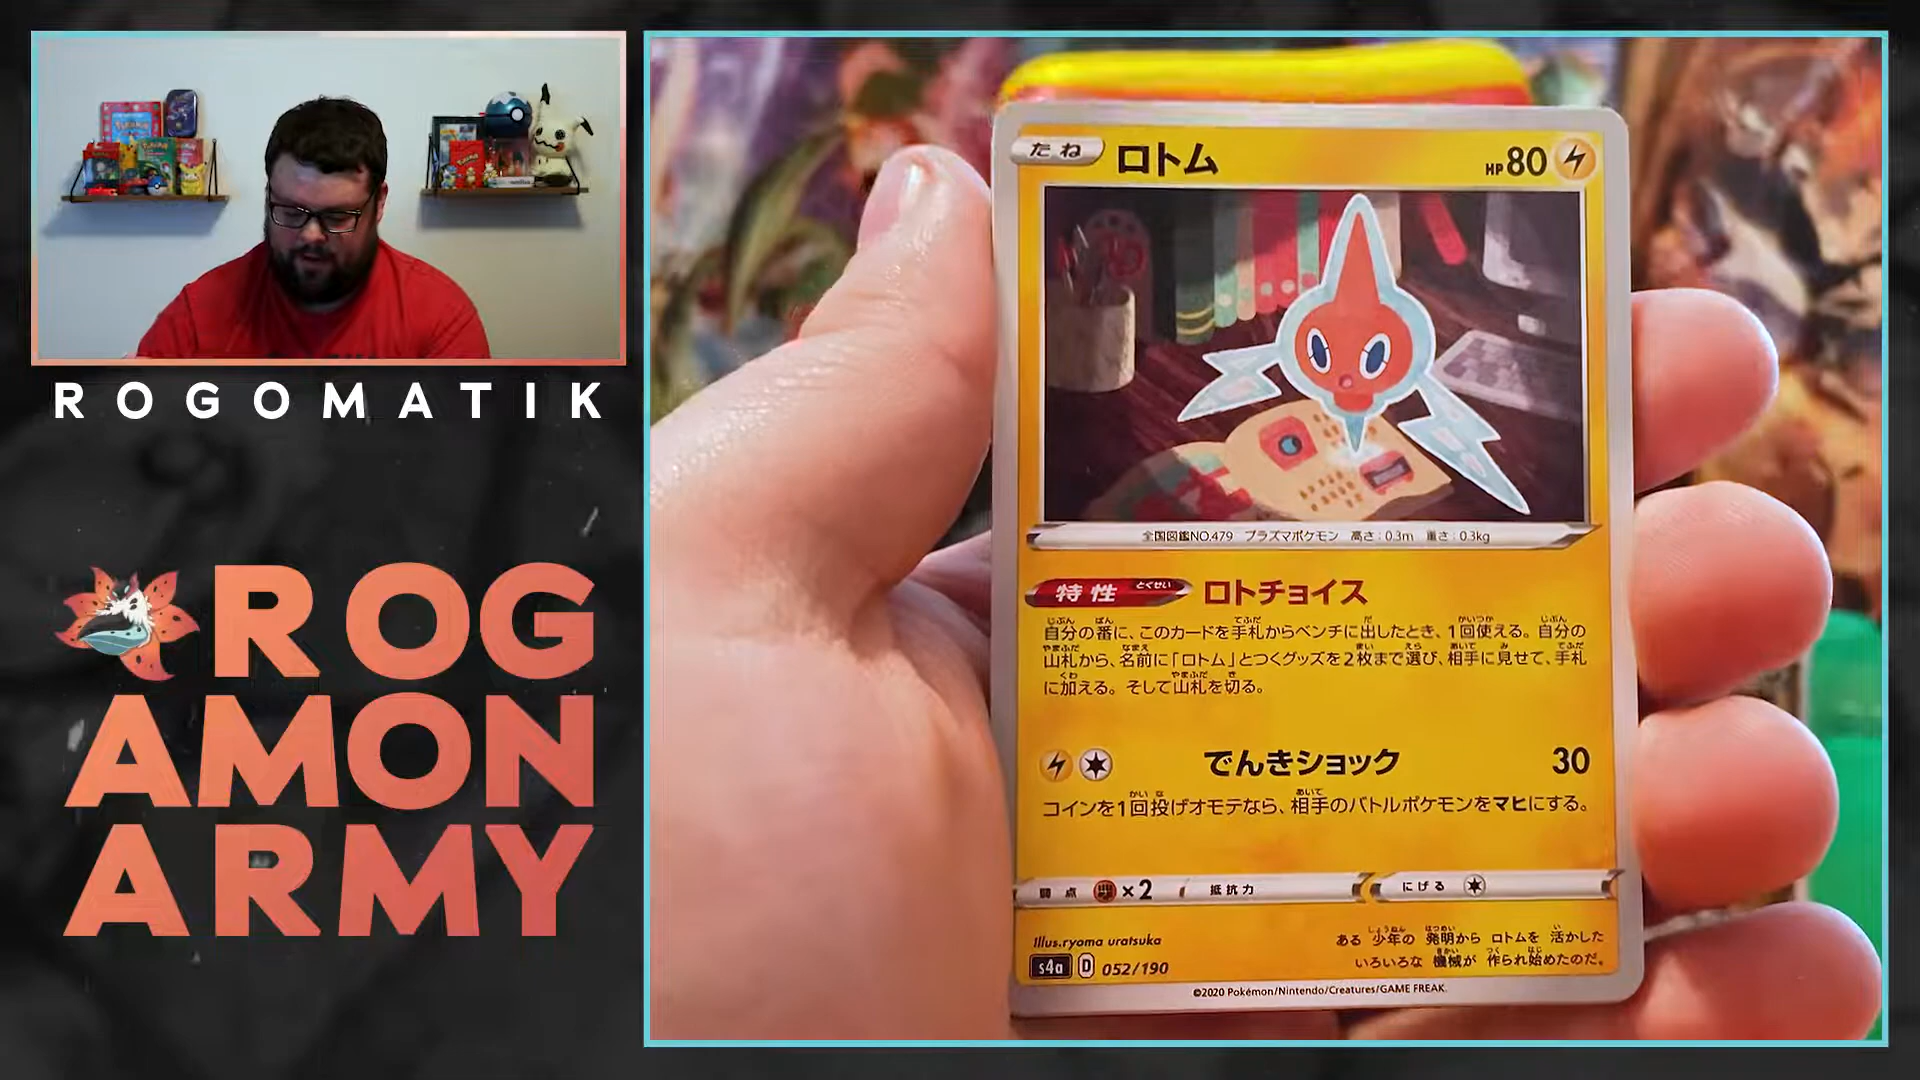 ROGOMATIK
ROG
AMON
ARMY
たね ロトム HP80
全国図鑑NO.479 プラズマポケモン 高さ:0.3m 重さ:0.3kg
特性 とくせい ロトチョイス
自分の番に、このカードを手札からベンチに出したとき、1回使える。自分の
山札から、名前に「ロトム」とつくグッズを2枚まで選び、相手に見せて、手札
に加える。そして山札を切る。
でんきショック 30
コインを1回投げオモテなら、相手のバトルポケモンをマヒにする。
弱点 ×2 抵抗力 にげる
Illus.ryoma uratsuka
s4a D 052/190
ある 少年の 発明から ロトムを 活かした
いろいろな 機械が 作られ始めたのだ。
©2020 Pokémon/Nintendo/Creatures/GAME FREAK.